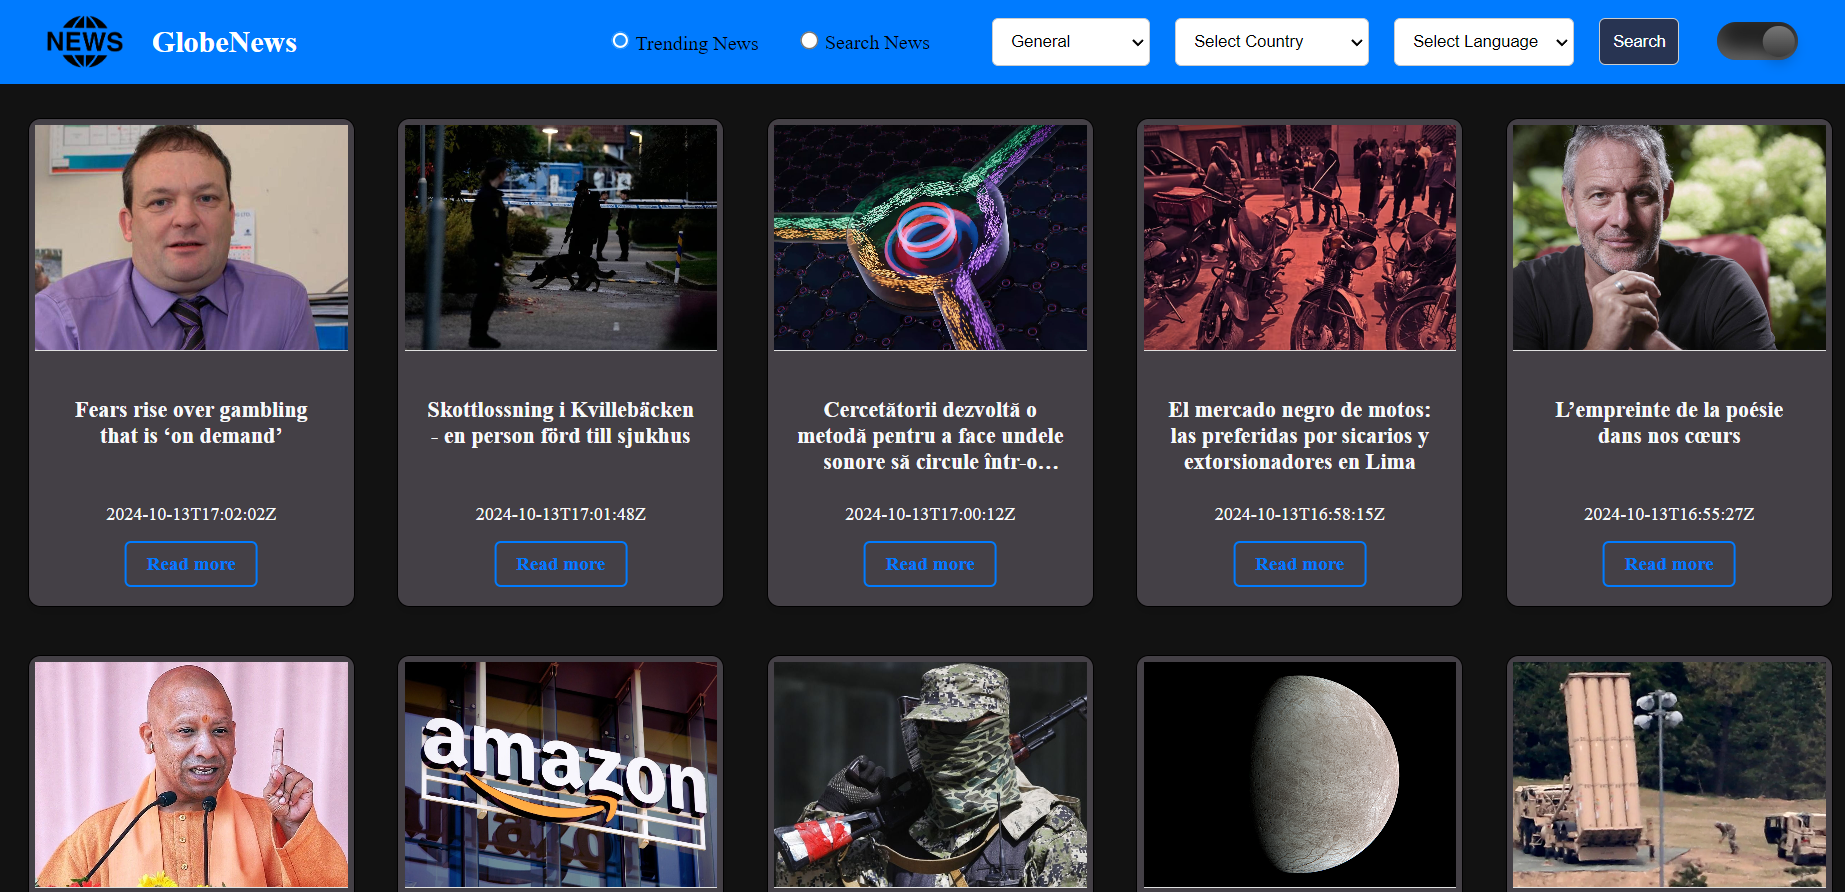 NEWS
GlobeNews
Trending News
Search News
General
Select Country
Select Language
Search
Fears rise over gambling
that is ‘on demand’
2024-10-13T17:02:02Z
Read more
Skottlossning i Kvillebäcken
- en person förd till sjukhus
2024-10-13T17:01:48Z
Read more
Cercetătorii dezvoltă o
metodă pentru a face undele
sonore să circule într-o…
2024-10-13T17:00:12Z
Read more
El mercado negro de motos:
las preferidas por sicarios y
extorsionadores en Lima
2024-10-13T16:58:15Z
Read more
L’empreinte de la poésie
dans nos cœurs
2024-10-13T16:55:27Z
Read more
amazon